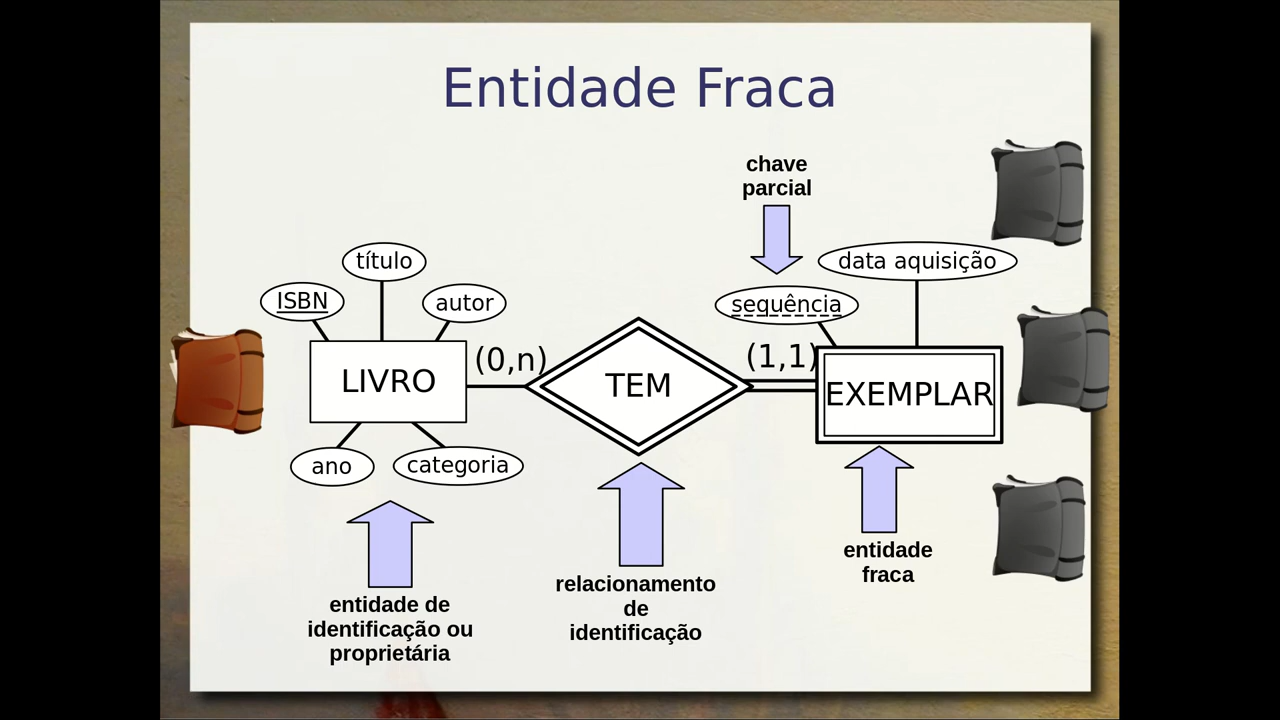 Entidade Fraca
chave
parcial
título
data aquisição
ISBN
autor
sequência
(0,n)
(1,1)
LIVRO
TEM
EXEMPLAR
ano
categoria
entidade
fraca
relacionamento
de
identificação
entidade de
identificação ou
proprietária